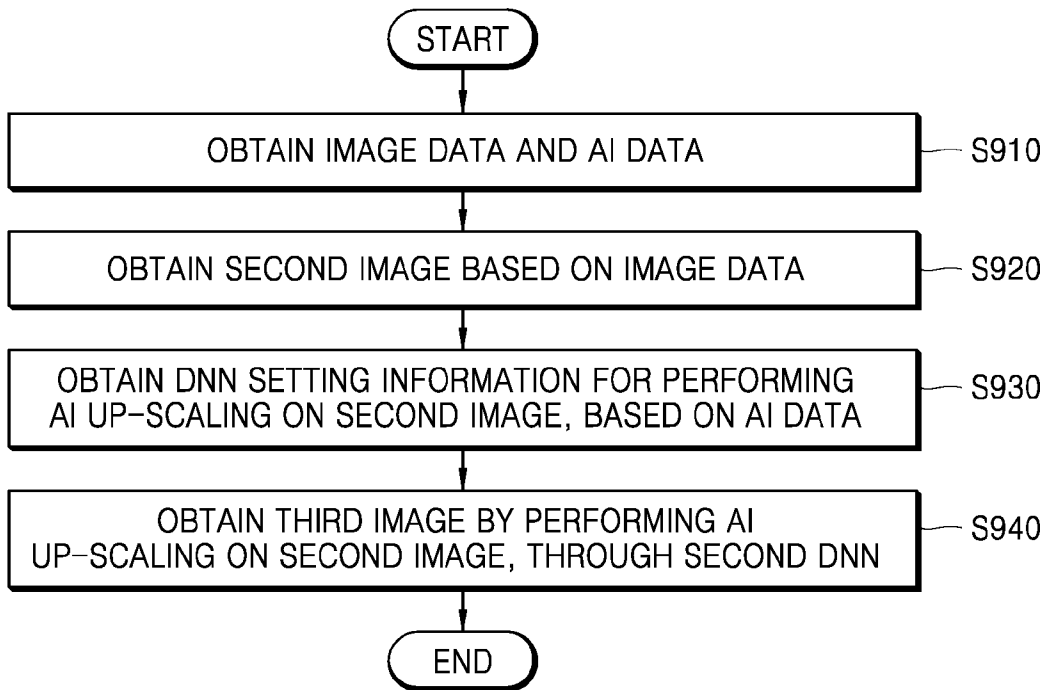 START
OBTAIN IMAGE DATA AND AI DATA
S910
OBTAIN SECOND IMAGE BASED ON IMAGE DATA
S920
OBTAIN DNN SETTING INFORMATION FOR PERFORMING
AI UP-SCALING ON SECOND IMAGE, BASED ON AI DATA
S930
OBTAIN THIRD IMAGE BY PERFORMING AI
UP-SCALING ON SECOND IMAGE, THROUGH SECOND DNN
S940
END